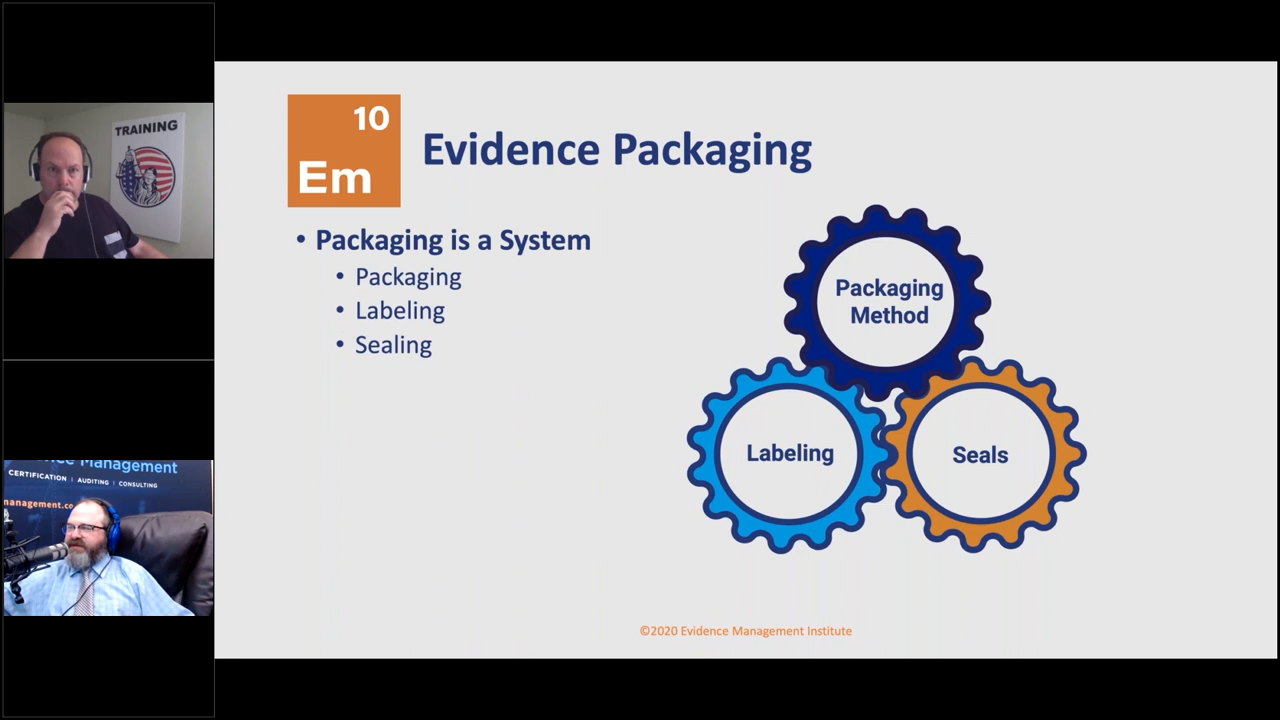 TRAINING
ce Management
CERTIFICATION | AUDITING | CONSULTING
management.co
10
Em
Evidence Packaging
• Packaging is a System
• Packaging
• Labeling
• Sealing
Packaging
Method
Labeling
Seals
©2020 Evidence Management Institute